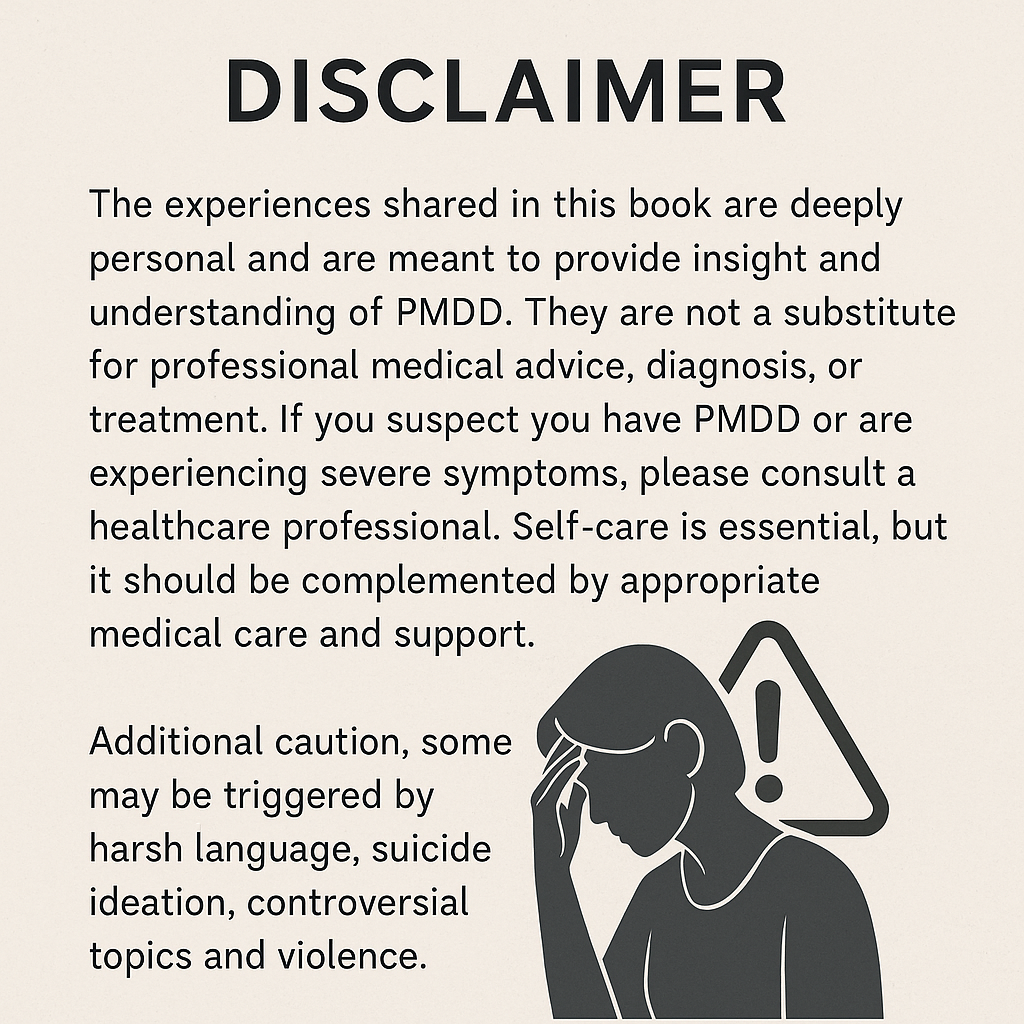 DISCLAIMER
The experiences shared in this book are deeply
personal and are meant to provide insight and
understanding of PMDD. They are not a substitute
for professional medical advice, diagnosis, or
treatment. If you suspect you have PMDD or are
experiencing severe symptoms, please consult a
healthcare professional. Self-care is essential, but
it should be complemented by appropriate
medical care and support.
Additional caution, some
may be triggered by
harsh language, suicide
ideation, controversial
topics and violence.